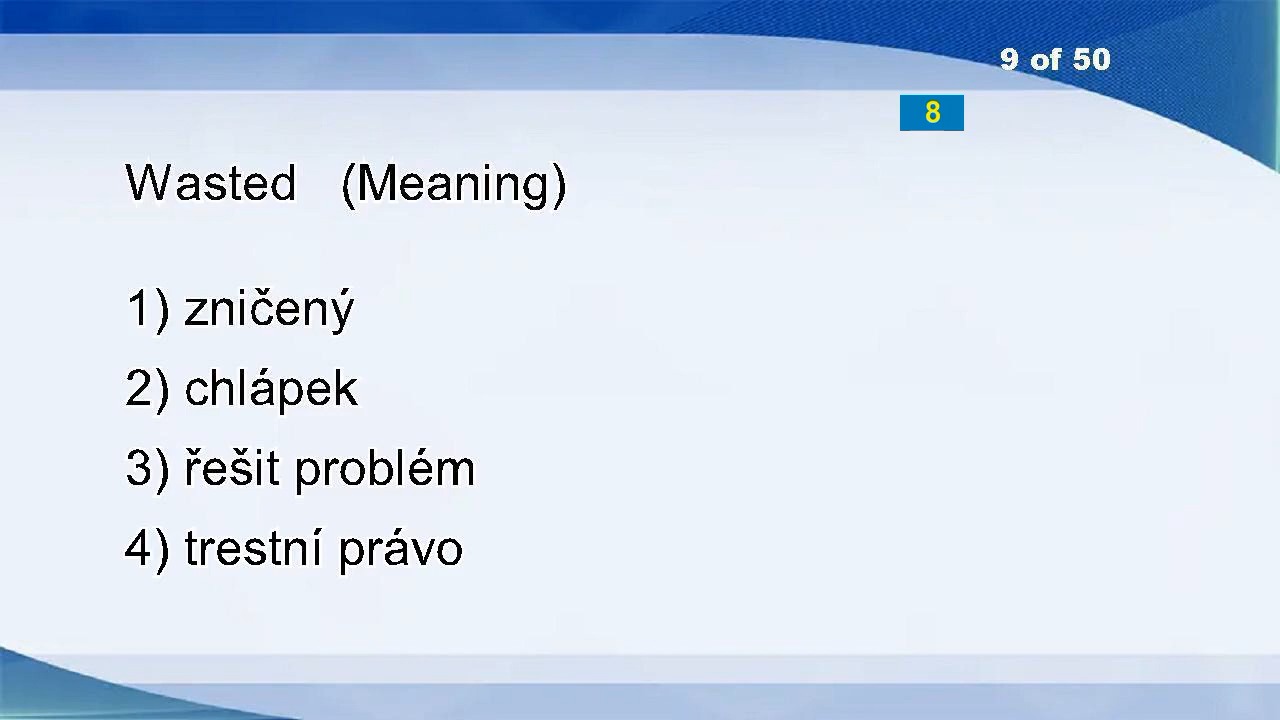 9 of 50
8
Wasted (Meaning)
1) zničený
2) chlápek
3) řešit problém
4) trestní právo